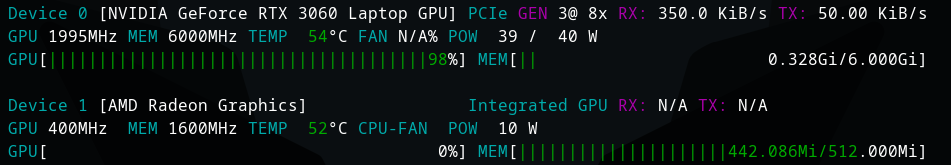 Device 0 [NVIDIA GeForce RTX 3060 Laptop GPU] PCIe GEN 3@ 8x RX: 350.0 KiB/s TX: 50.00 KiB/s
GPU 1995MHz MEM 6000MHz TEMP  54°C FAN N/A% POW  39 /  40 W
GPU[||||||||||||||||||||||||||||||||||||||98%] MEM[||                       0.328Gi/6.000Gi]
Device 1 [AMD Radeon Graphics]                Integrated GPU RX: N/A TX: N/A
GPU 400MHz  MEM 1600MHz TEMP  52°C CPU-FAN  POW  10 W
GPU[                                       0%] MEM[|||||||||||||||||||||442.086Mi/512.000Mi]